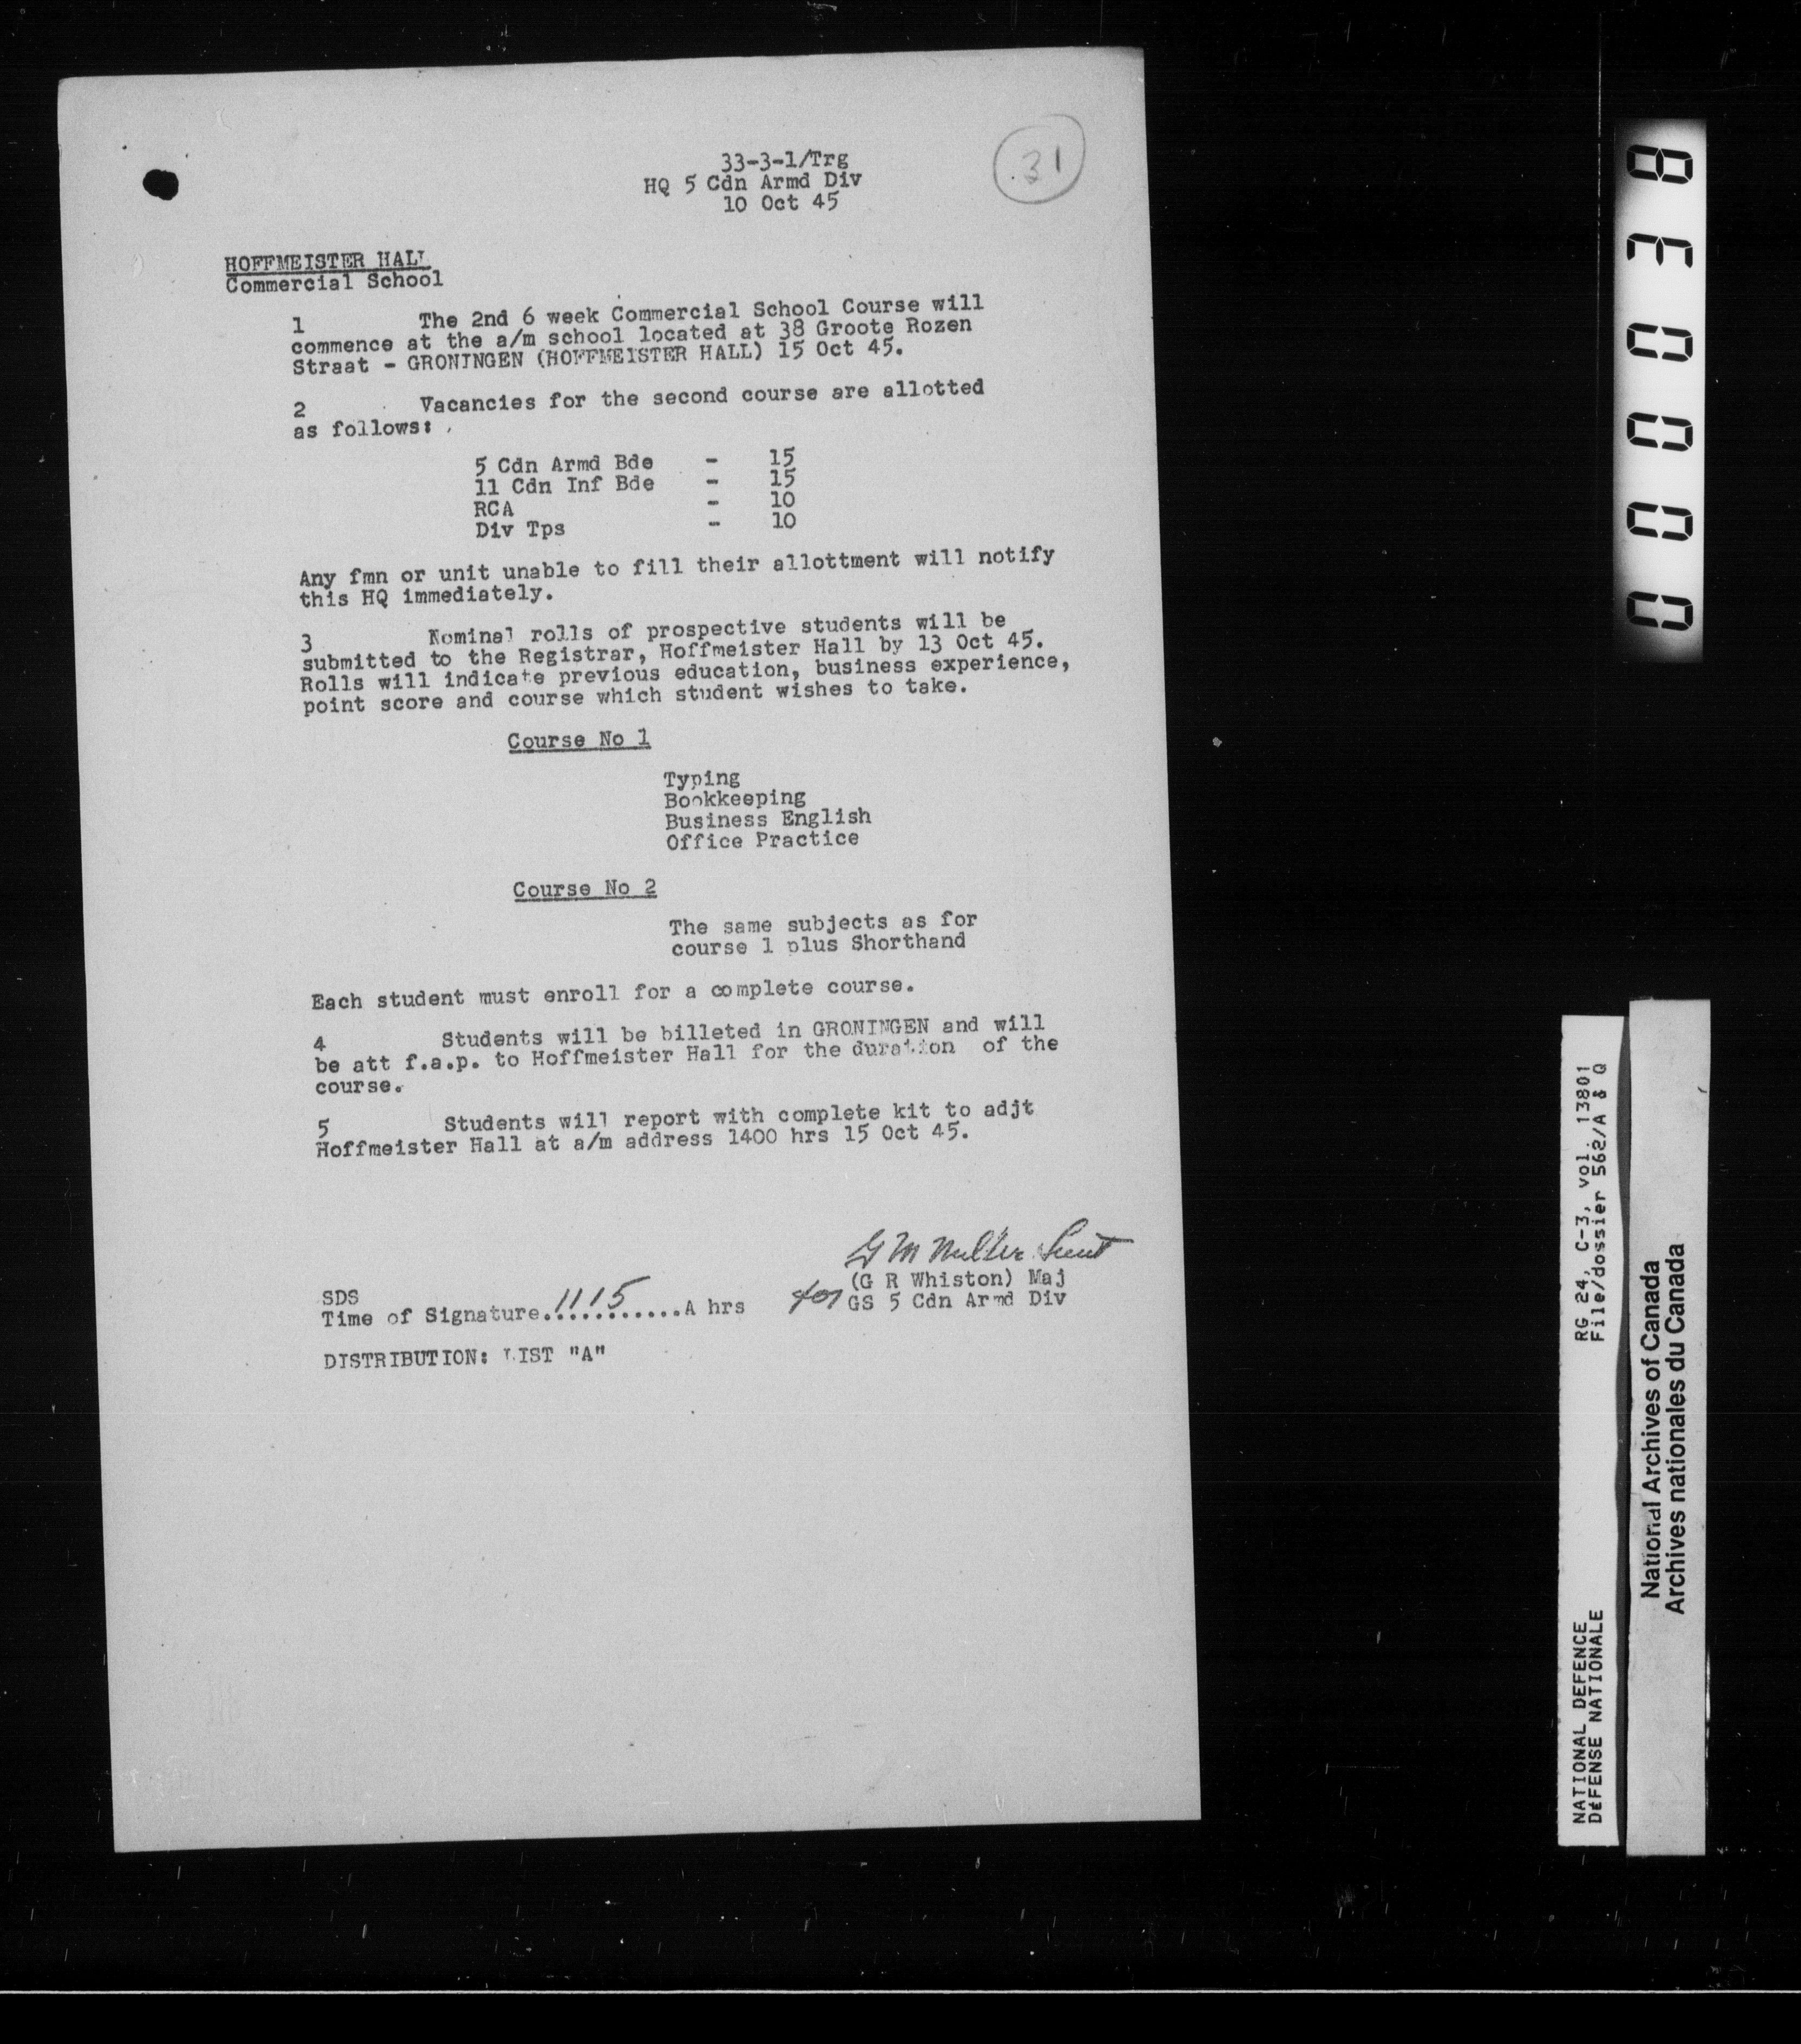 33-3-1/Trg
HQ 5 Cdn Armd Div
10 Oct 45
31
HOFFMEISTER HALL
Commercial School
1 The 2nd 6 week Commercial School Course will
commence at the a/m school located at 38 Groote Rozen
Straat - GRONINGEN (HOFFMEISTER HALL) 15 Oct 45.
2 Vacancies for the second course are allotted
as follows:
5 Cdn Armd Bde - 15
11 Cdn Inf Bde - 15
RCA - 10
Div Tps - 10
Any fmn or unit unable to fill their allottment will notify
this HQ immediately.
3 Nominal rolls of prospective students will be
submitted to the Registrar, Hoffmeister Hall by 13 Oct 45.
Rolls will indicate previous education, business experience,
point score and course which student wishes to take.
Course No 1
Typing
Bookkeeping
Business English
Office Practice
Course No 2
The same subjects as for
course 1 plus Shorthand
Each student must enroll for a complete course.
4 Students will be billeted in GRONINGEN and will
be att f.a.p. to Hoffmeister Hall for the duration of the
course.
5 Students will report with complete kit to adjt
Hoffmeister Hall at a/m address 1400 hrs 15 Oct 45.
G M
(G R Whiston) Maj
for GS 5 Cdn Armd Div
SDS
Time of Signature.1115.......A hrs
DISTRIBUTION: LIST "A"
000038
RG 24, C-3, vol. 13801
File/dossier 562/A & Q
NATIONAL DEFENCE
DÉFENSE NATIONALE
National Archives of Canada
Archives nationales du Canada